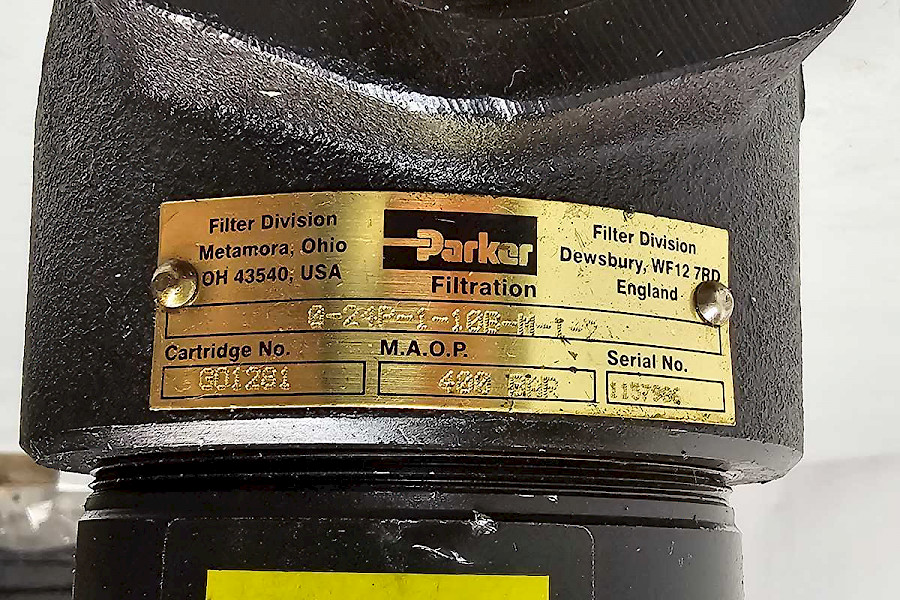 Filter Division
Metamora, Ohio
OH 43540, USA
Parker
Filtration
Filter Division
Dewsbury, WF12 7RD
England
Cartridge No.
M.A.O.P.
Serial No.
G01281
400 BAR